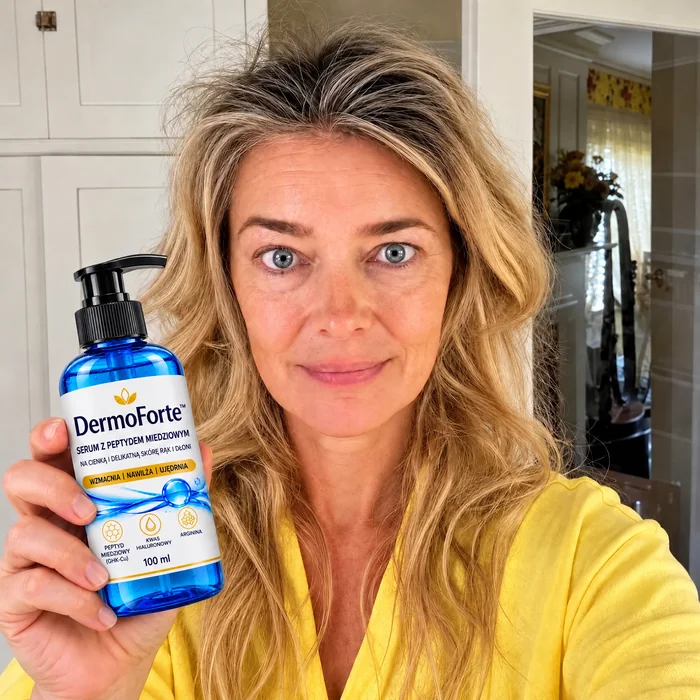 DermoForte™
SERUM Z PEPTYDEM MIEDZIOWYM
NA CIENKĄ I DELIKATNĄ SKÓRĘ RĄK I DŁONI
WZMACNIA | NAWILŻA | UJĘDRNIA
PEPTYD
MIEDZIOWY
(GHK-Cu)
KWAS
HIALURONOWY
ARGININA
100 ml